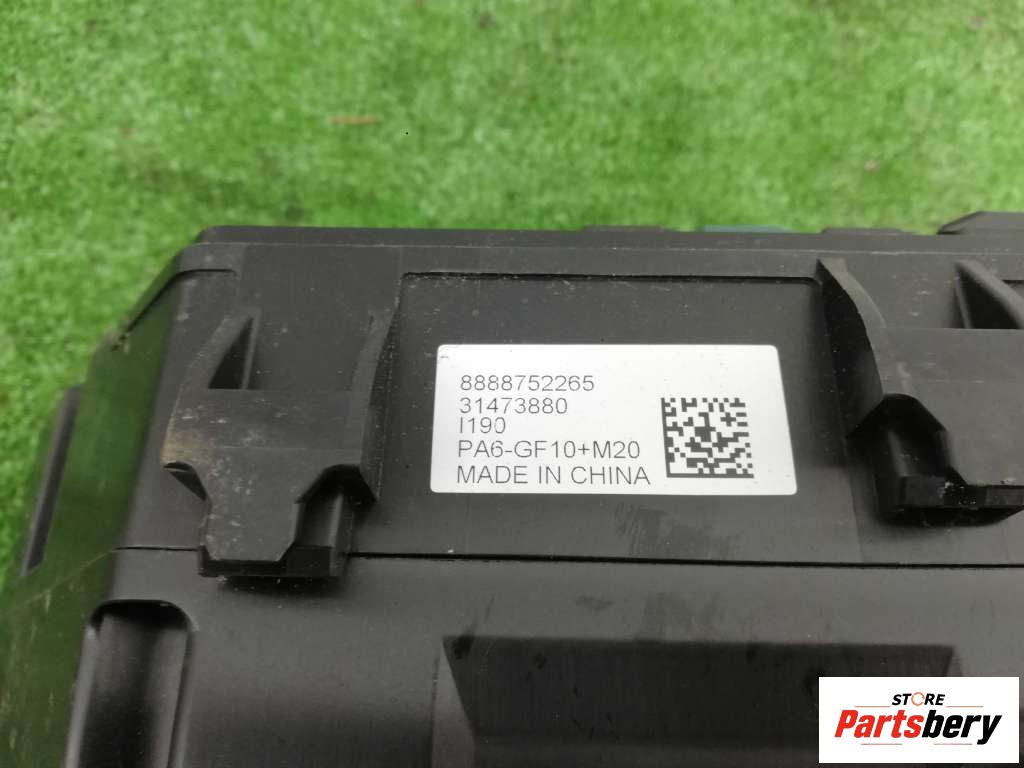 8888752265
31473880
I190
PA6-GF10+M20
MADE IN CHINA
STORE
Partsbery